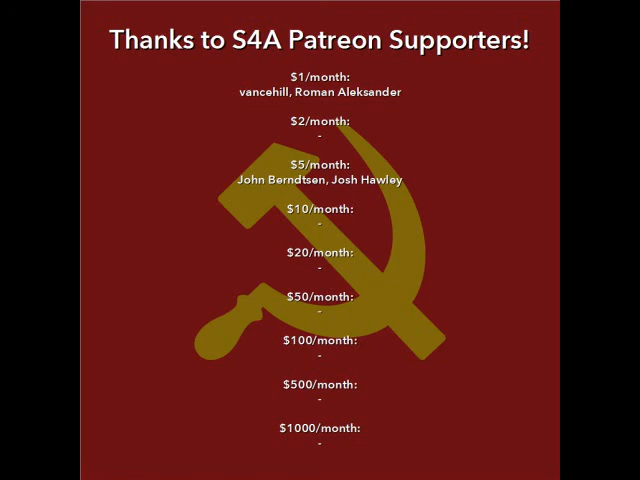 Thanks to S4A Patreon Supporters!
$1/month:
vancehill, Roman Aleksander
$2/month:
-
$5/month:
John Berndtsen, Josh Hawley
$10/month:
-
$20/month:
-
$50/month:
-
$100/month:
-
$500/month:
-
$1000/month:
-